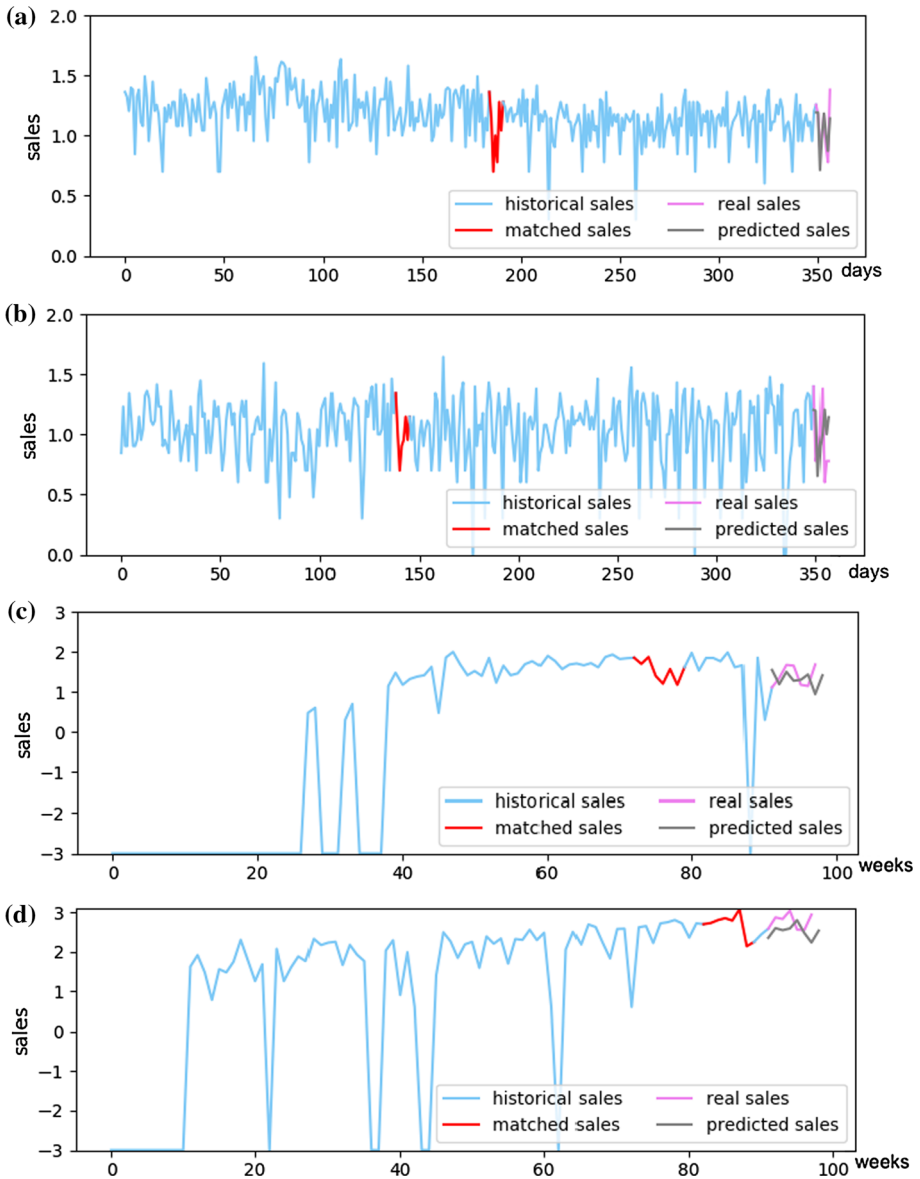 (a)
2.0
1.5
1.0
0.5
0.0
sales
historical sales real sales
matched sales predicted sales
0 50 100 150 200 250 300 350 days
(b)
2.0
1.5
1.0
0.5
0.0
sales
historical sales real sales
matched sales predicted sales
0 50 100 150 200 250 300 350 days
(c)
3
2
1
0
−1
−2
−3
sales
historical sales real sales
matched sales predicted sales
0 20 40 60 80 100 weeks
(d)
3
2
1
0
−1
−2
−3
sales
historical sales real sales
matched sales predicted sales
0 20 40 60 80 100 weeks